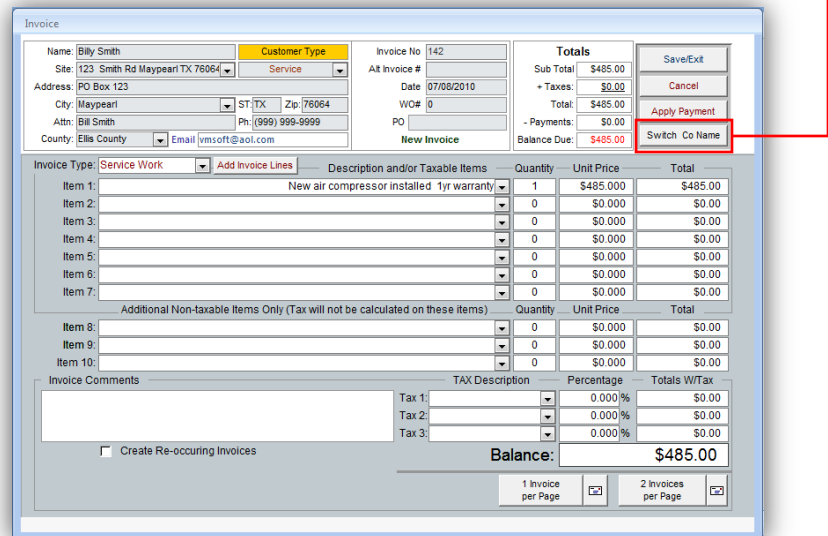 Invoice
Name: Billy Smith Customer Type Invoice No 142 Totals Save/Exit
Site: 123 Smith Rd Maypearl TX 76064 Service Alt Invoice # Sub Total $485.00
Address: PO Box 123 Date 07/08/2010 + Taxes: $0.00 Cancel
City: Maypearl ST: TX Zip: 76064 WO# 0 Total: $485.00
Attn: Bill Smith Ph: (999) 999-9999 PO - Payments: $0.00 Apply Payment
County: Ellis County Email vmsoft@aol.com New Invoice Balance Due: $485.00 Switch Co Name
Invoice Type: Service Work Add Invoice Lines Description and/or Taxable Items Quantity Unit Price Total
Item 1: New air compressor installed 1yr warranty 1 $485.000 $485.00
Item 2: 0 $0.000 $0.00
Item 3: 0 $0.000 $0.00
Item 4: 0 $0.000 $0.00
Item 5: 0 $0.000 $0.00
Item 6: 0 $0.000 $0.00
Item 7: 0 $0.000 $0.00
Additional Non-taxable Items Only (Tax will not be calculated on these items) Quantity Unit Price Total
Item 8: 0 $0.000 $0.00
Item 9: 0 $0.000 $0.00
Item 10: 0 $0.000 $0.00
Invoice Comments TAX Description Percentage Totals W/Tax
Tax 1: 0.000 % $0.00
Tax 2: 0.000 % $0.00
Tax 3: 0.000 % $0.00
Create Re-occuring Invoices Balance: $485.00
1 Invoice per Page 2 Invoices per Page